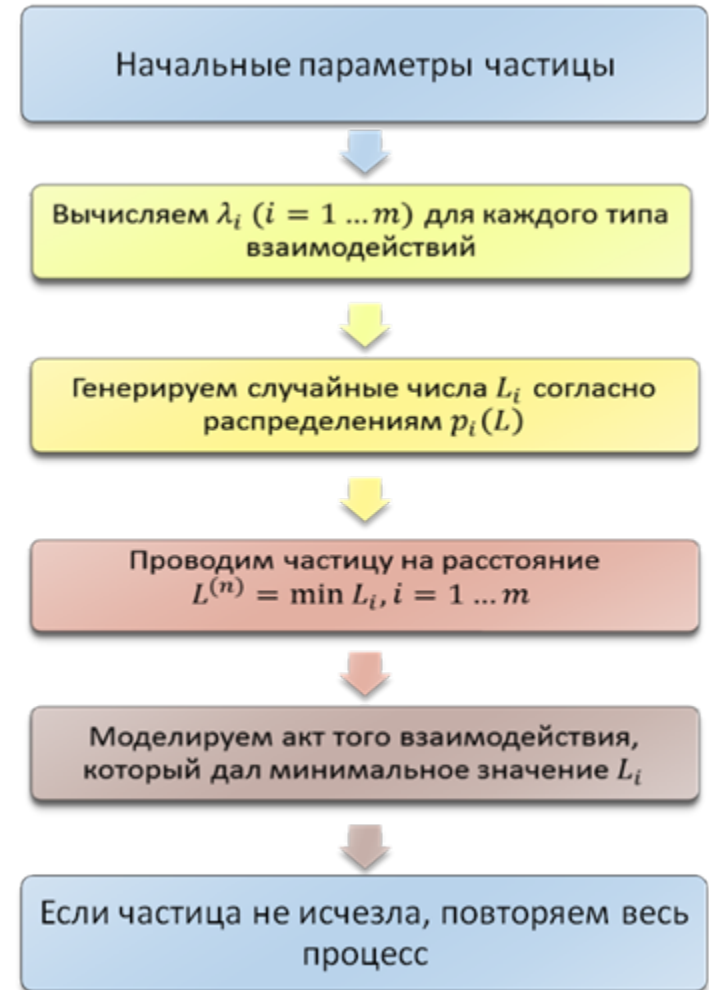 Начальные параметры частицы
Вычисляем λᵢ (i = 1 ... m) для каждого типа
взаимодействий
Генерируем случайные числа Lᵢ согласно
распределениям pᵢ(L)
Проводим частицу на расстояние
L⁽ⁿ⁾ = min Lᵢ, i = 1 ... m
Моделируем акт того взаимодействия,
который дал минимальное значение Lᵢ
Если частица не исчезла, повторяем весь
процесс